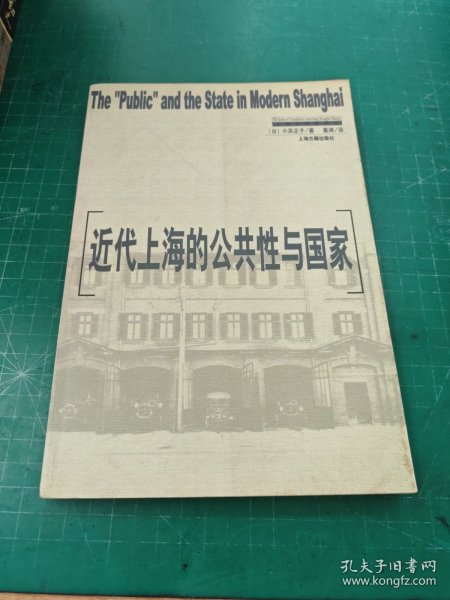 The "Public" and the State in Modern Shanghai
［日］小浜正子/著 葛涛/译
上海古籍出版社
[近代上海的公共性与国家]
孔夫子旧书网
www.kongfz.com